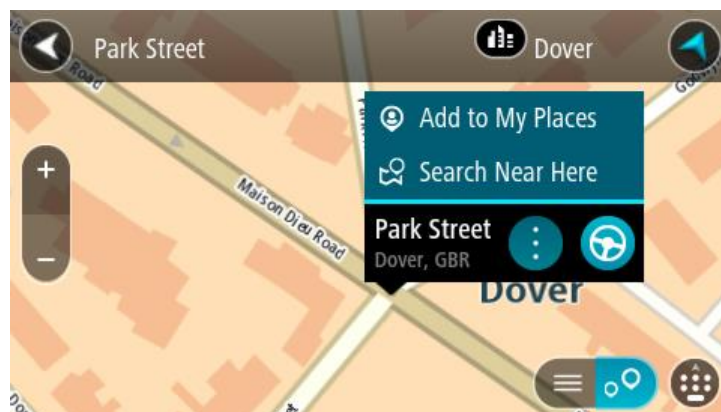 Park Street
Dover
Road
Add to My Places
Search Near Here
Maison Dieu Road
Park Street
Dover, GBR
Dover